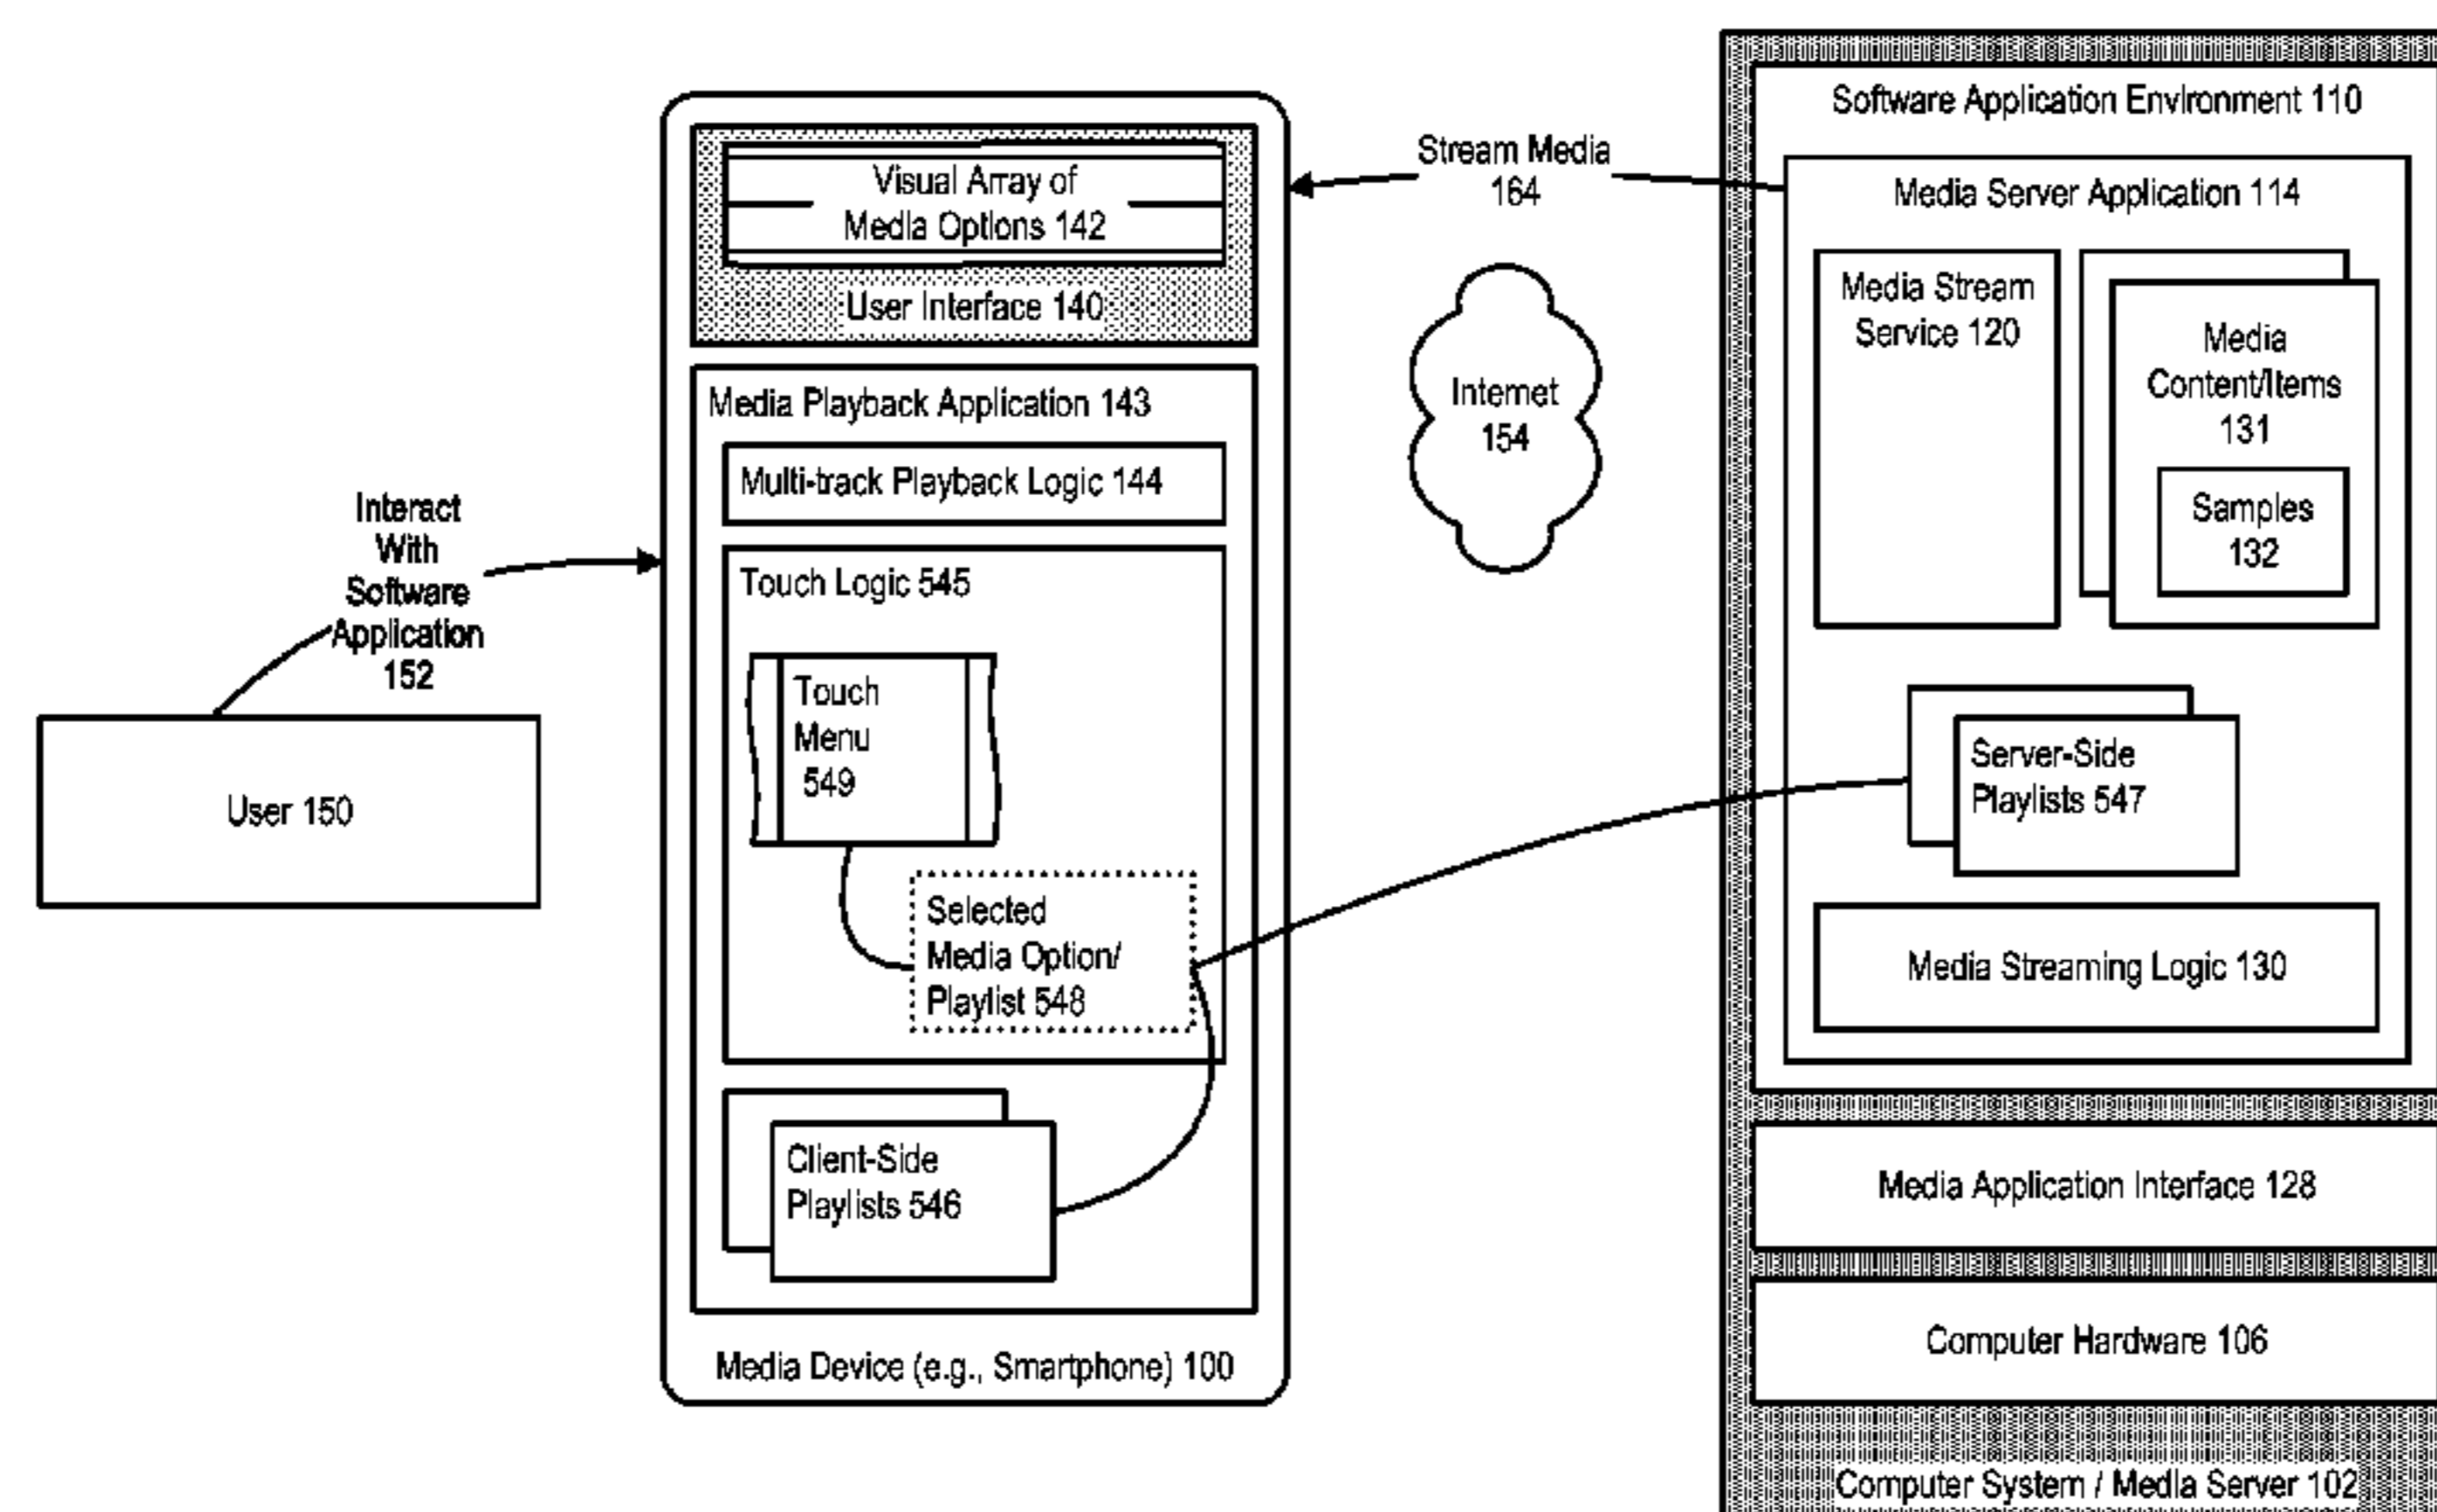 Interact
With
Software
Application
152
User 150
Visual Array of
Media Options 142
User Interface 140
Media Playback Application 143
Multi-track Playback Logic 144
Touch Logic 545
Touch
Menu
549
Selected
Media Option/
Playlist 548
Client-Side
Playlists 546
Media Device (e.g., Smartphone) 100
Stream Media
164
Internet
154
Software Application Environment 110
Media Server Application 114
Media Stream
Service 120
Media
Content/Items
131
Samples
132
Server-Side
Playlists 547
Media Streaming Logic 130
Media Application Interface 128
Computer Hardware 106
Computer System / Media Server 102